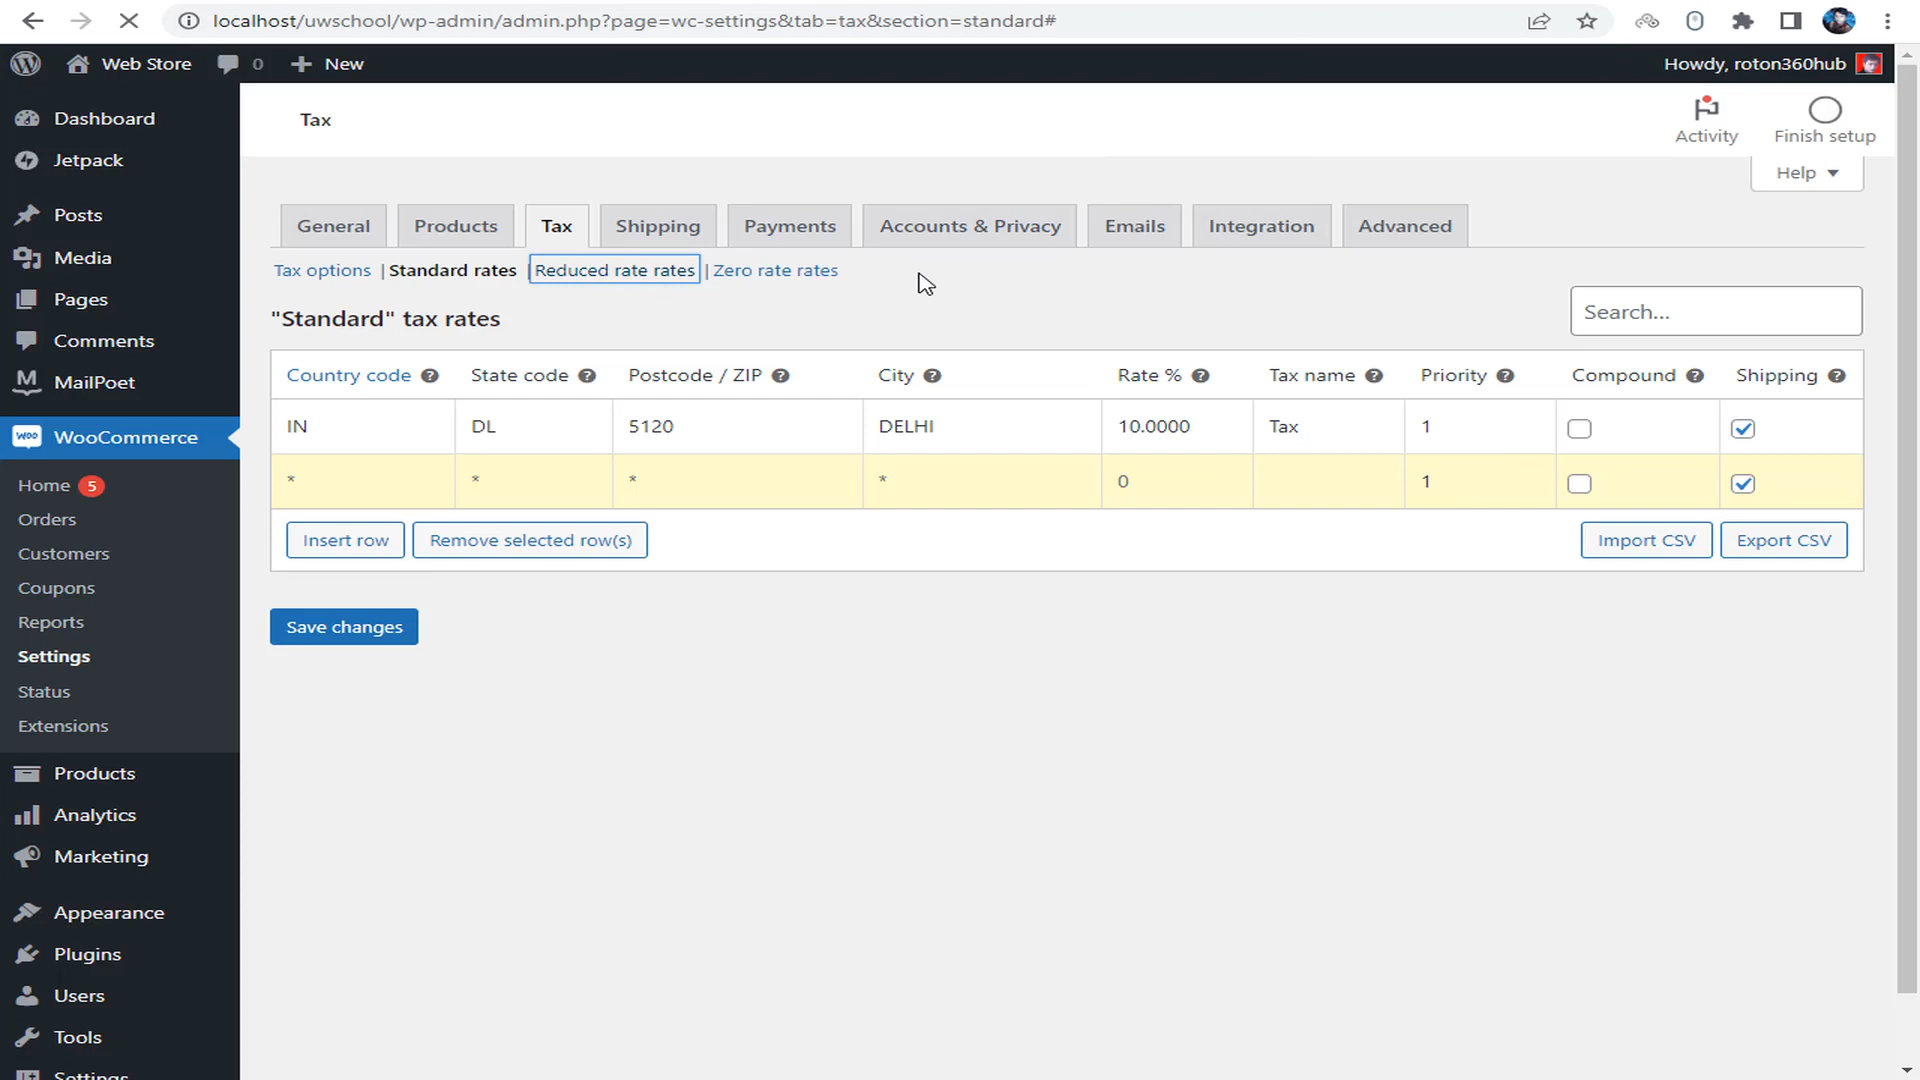 localhost/uwschool/wp-admin/admin.php?page=wc-settings&tab=tax&section=standard#
Web Store 0 New Howdy, roton360hub
Dashboard
Jetpack
Posts
Media
Pages
Comments
MailPoet
WooCommerce
Home 5
Orders
Customers
Coupons
Reports
Settings
Status
Extensions
Products
Analytics
Marketing
Appearance
Plugins
Users
Tools
Settings
Tax
Activity Finish setup
Help
General Products Tax Shipping Payments Accounts & Privacy Emails Integration Advanced
Tax options | Standard rates | Reduced rate rates | Zero rate rates
"Standard" tax rates
Search...
Country code State code Postcode / ZIP City Rate % Tax name Priority Compound Shipping
IN DL 5120 DELHI 10.0000 Tax 1
* * * * 0 1
Insert row Remove selected row(s) Import CSV Export CSV
Save changes